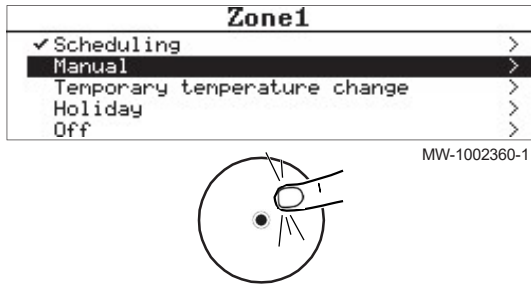 Zone1
✓ Scheduling >
Manual >
Temporary temperature change >
Holiday >
Off >
MW-1002360-1